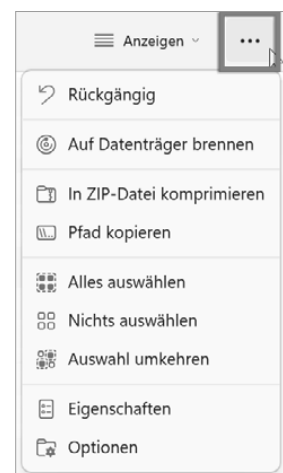 Anzeigen
Rückgängig
Auf Datenträger brennen
In ZIP-Datei komprimieren
Pfad kopieren
Alles auswählen
Nichts auswählen
Auswahl umkehren
Eigenschaften
Optionen